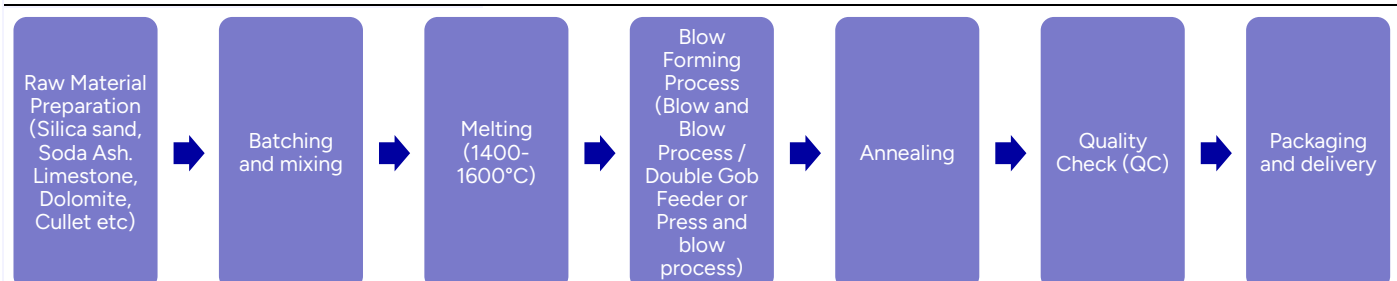 Raw Material
Preparation
(Silica sand,
Soda Ash.
Limestone,
Dolomite,
Cullet etc)
Batching
and mixing
Melting
(1400-
1600°C)
Blow
Forming
Process
(Blow and
Blow
Process /
Double Gob
Feeder or
Press and
blow
process)
Annealing
Quality
Check (QC)
Packaging
and delivery